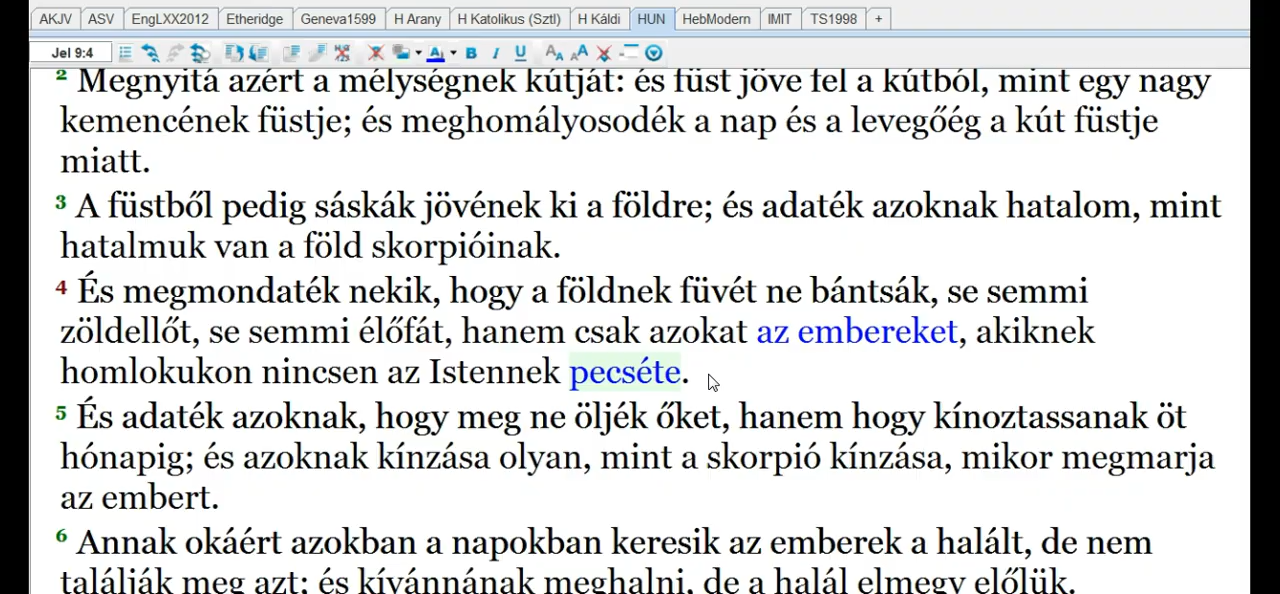 AKJV ASV EngLXX2012 Etheridge Geneva1599 H Arany H Katolikus (Sztl) H Káldi HUN HebModern IMIT TS1998 +
Jel 9:4
2 Megnyitá azért a mélységnek kútját: és füst jöve fel a kútból, mint egy nagy
kemencének füstje; és meghomályosodék a nap és a levegőég a kút füstje
miatt.
3 A füstből pedig sáskák jövének ki a földre; és adaték azoknak hatalom, mint
hatalmuk van a föld skorpióinak.
4 És megmondaték nekik, hogy a földnek füvét ne bántsák, se semmi
zöldellőt, se semmi élőfát, hanem csak azokat az embereket, akiknek
homlokukon nincsen az Istennek pecséte.
5 És adaték azoknak, hogy meg ne öljék őket, hanem hogy kínoztassanak öt
hónapig; és azoknak kínzása olyan, mint a skorpió kínzása, mikor megmarja
az embert.
6 Annak okáért azokban a napokban keresik az emberek a halált, de nem
találják meg azt; és kívánnának meghalni, de a halál elmegy előlük.